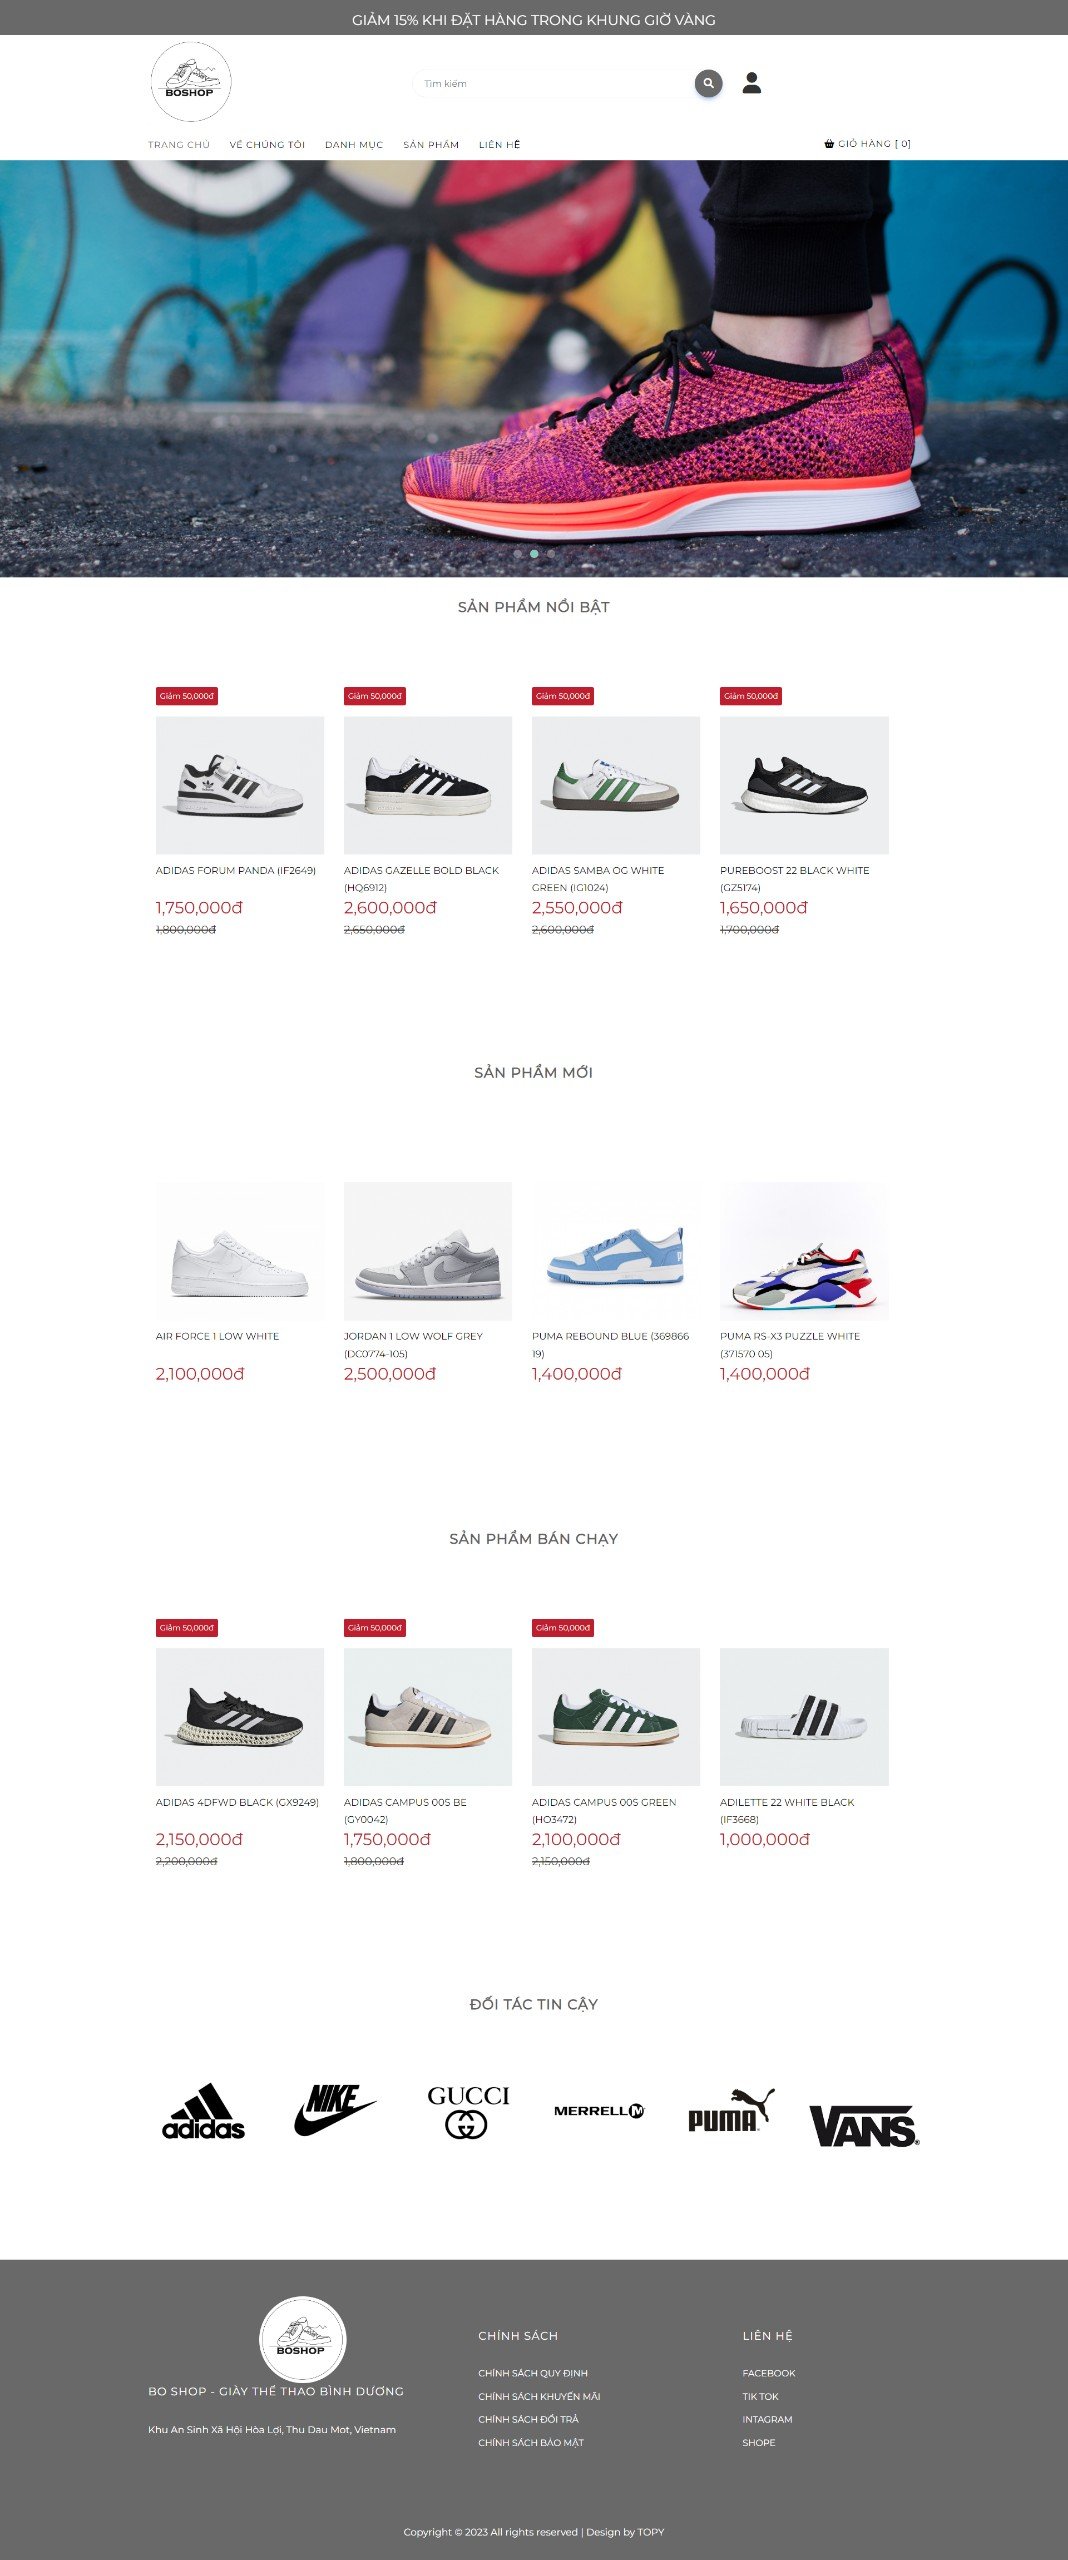 GIẢM 15% KHI ĐẶT HÀNG TRONG KHUNG GIỜ VÀNG
BOSHOP
Tìm kiếm
TRANG CHỦ VỀ CHÚNG TÔI DANH MỤC SẢN PHẨM LIÊN HỆ GIỎ HÀNG [ 0]
SẢN PHẨM NỔI BẬT
Giảm 50,000đ Giảm 50,000đ Giảm 50,000đ Giảm 50,000đ
ADIDAS FORUM PANDA (IF2649)
1,750,000đ
1,800,000đ
ADIDAS GAZELLE BOLD BLACK
(HQ6912)
2,600,000đ
2,650,000đ
ADIDAS SAMBA OG WHITE
GREEN (IG1024)
2,550,000đ
2,600,000đ
PUREBOOST 22 BLACK WHITE
(GZ5174)
1,650,000đ
1,700,000đ
SẢN PHẨM MỚI
AIR FORCE 1 LOW WHITE
2,100,000đ
JORDAN 1 LOW WOLF GREY
(DC0774-105)
2,500,000đ
PUMA REBOUND BLUE (369866
19)
1,400,000đ
PUMA RS-X3 PUZZLE WHITE
(371570 05)
1,400,000đ
SẢN PHẨM BÁN CHẠY
Giảm 50,000đ Giảm 50,000đ Giảm 50,000đ
ADIDAS 4DFWD BLACK (GX9249)
2,150,000đ
2,200,000đ
ADIDAS CAMPUS 00S BE
(GY0042)
1,750,000đ
1,800,000đ
ADIDAS CAMPUS 00S GREEN
(HO3472)
2,100,000đ
2,150,000đ
ADILETTE 22 WHITE BLACK
(IF3668)
1,000,000đ
ĐỐI TÁC TIN CẬY
adidas NIKE GUCCI MERRELL M PUMA VANS
BOSHOP
BO SHOP - GIÀY THỂ THAO BÌNH DƯƠNG
Khu An Sinh Xã Hội Hòa Lợi, Thu Dau Mot, Vietnam
CHÍNH SÁCH
CHÍNH SÁCH QUY ĐỊNH
CHÍNH SÁCH KHUYẾN MÃI
CHÍNH SÁCH ĐỔI TRẢ
CHÍNH SÁCH BẢO MẬT
LIÊN HỆ
FACEBOOK
TIK TOK
INTAGRAM
SHOPE
Copyright © 2023 All rights reserved | Design by TOPY